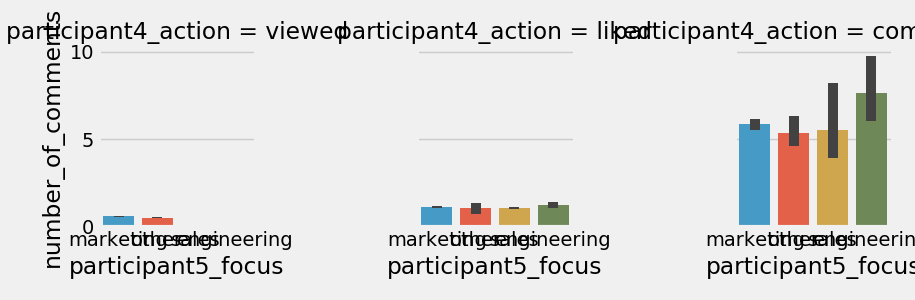 participant4_action = viewed
participant4_action = liked
participant4_action = com
number_of_comments
10
5
0
marketing other sales engineering
marketing other sales engineering
marketing other sales engineerin
participant5_focus
participant5_focus
participant5_focus